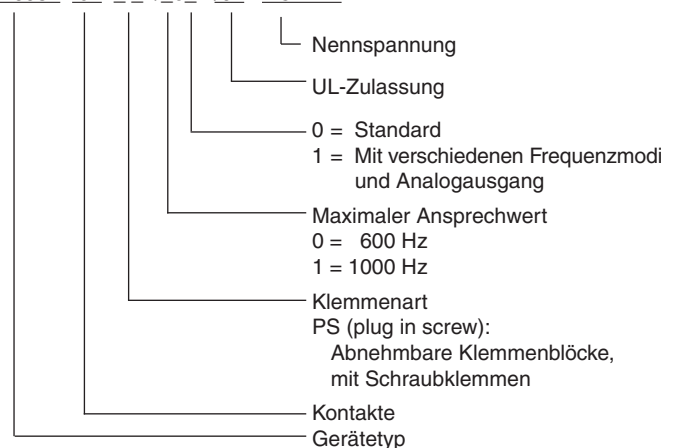 Nennspannung
UL-Zulassung
0 = Standard
1 = Mit verschiedenen Frequenzmodi
und Analogausgang
Maximaler Ansprechwert
0 = 600 Hz
1 = 1000 Hz
Klemmenart
PS (plug in screw):
Abnehmbare Klemmenblöcke,
mit Schraubklemmen
Kontakte
Gerätetyp